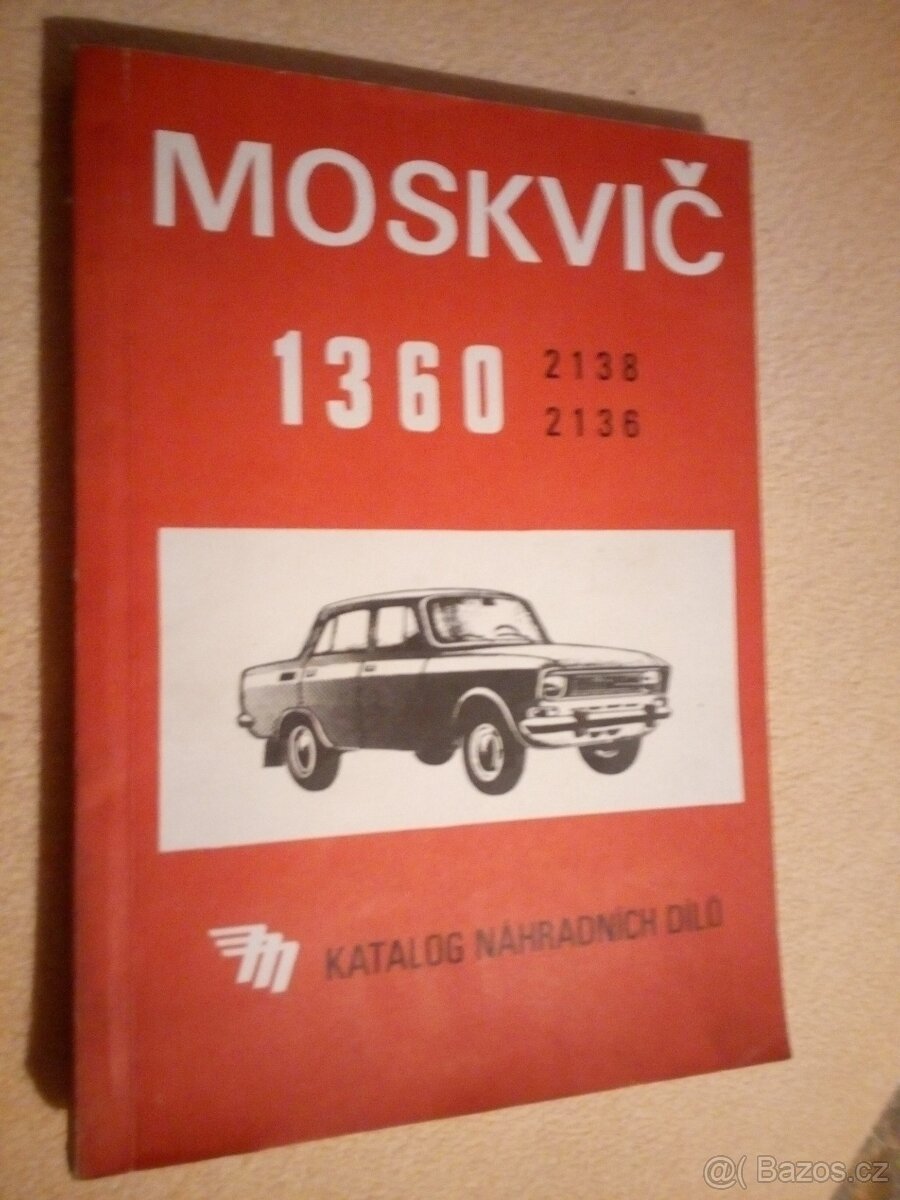 MOSKVIČ
1360
2138
2136
KATALOG NÁHRADNÍCH DÍLŮ
@( Bazos.cz